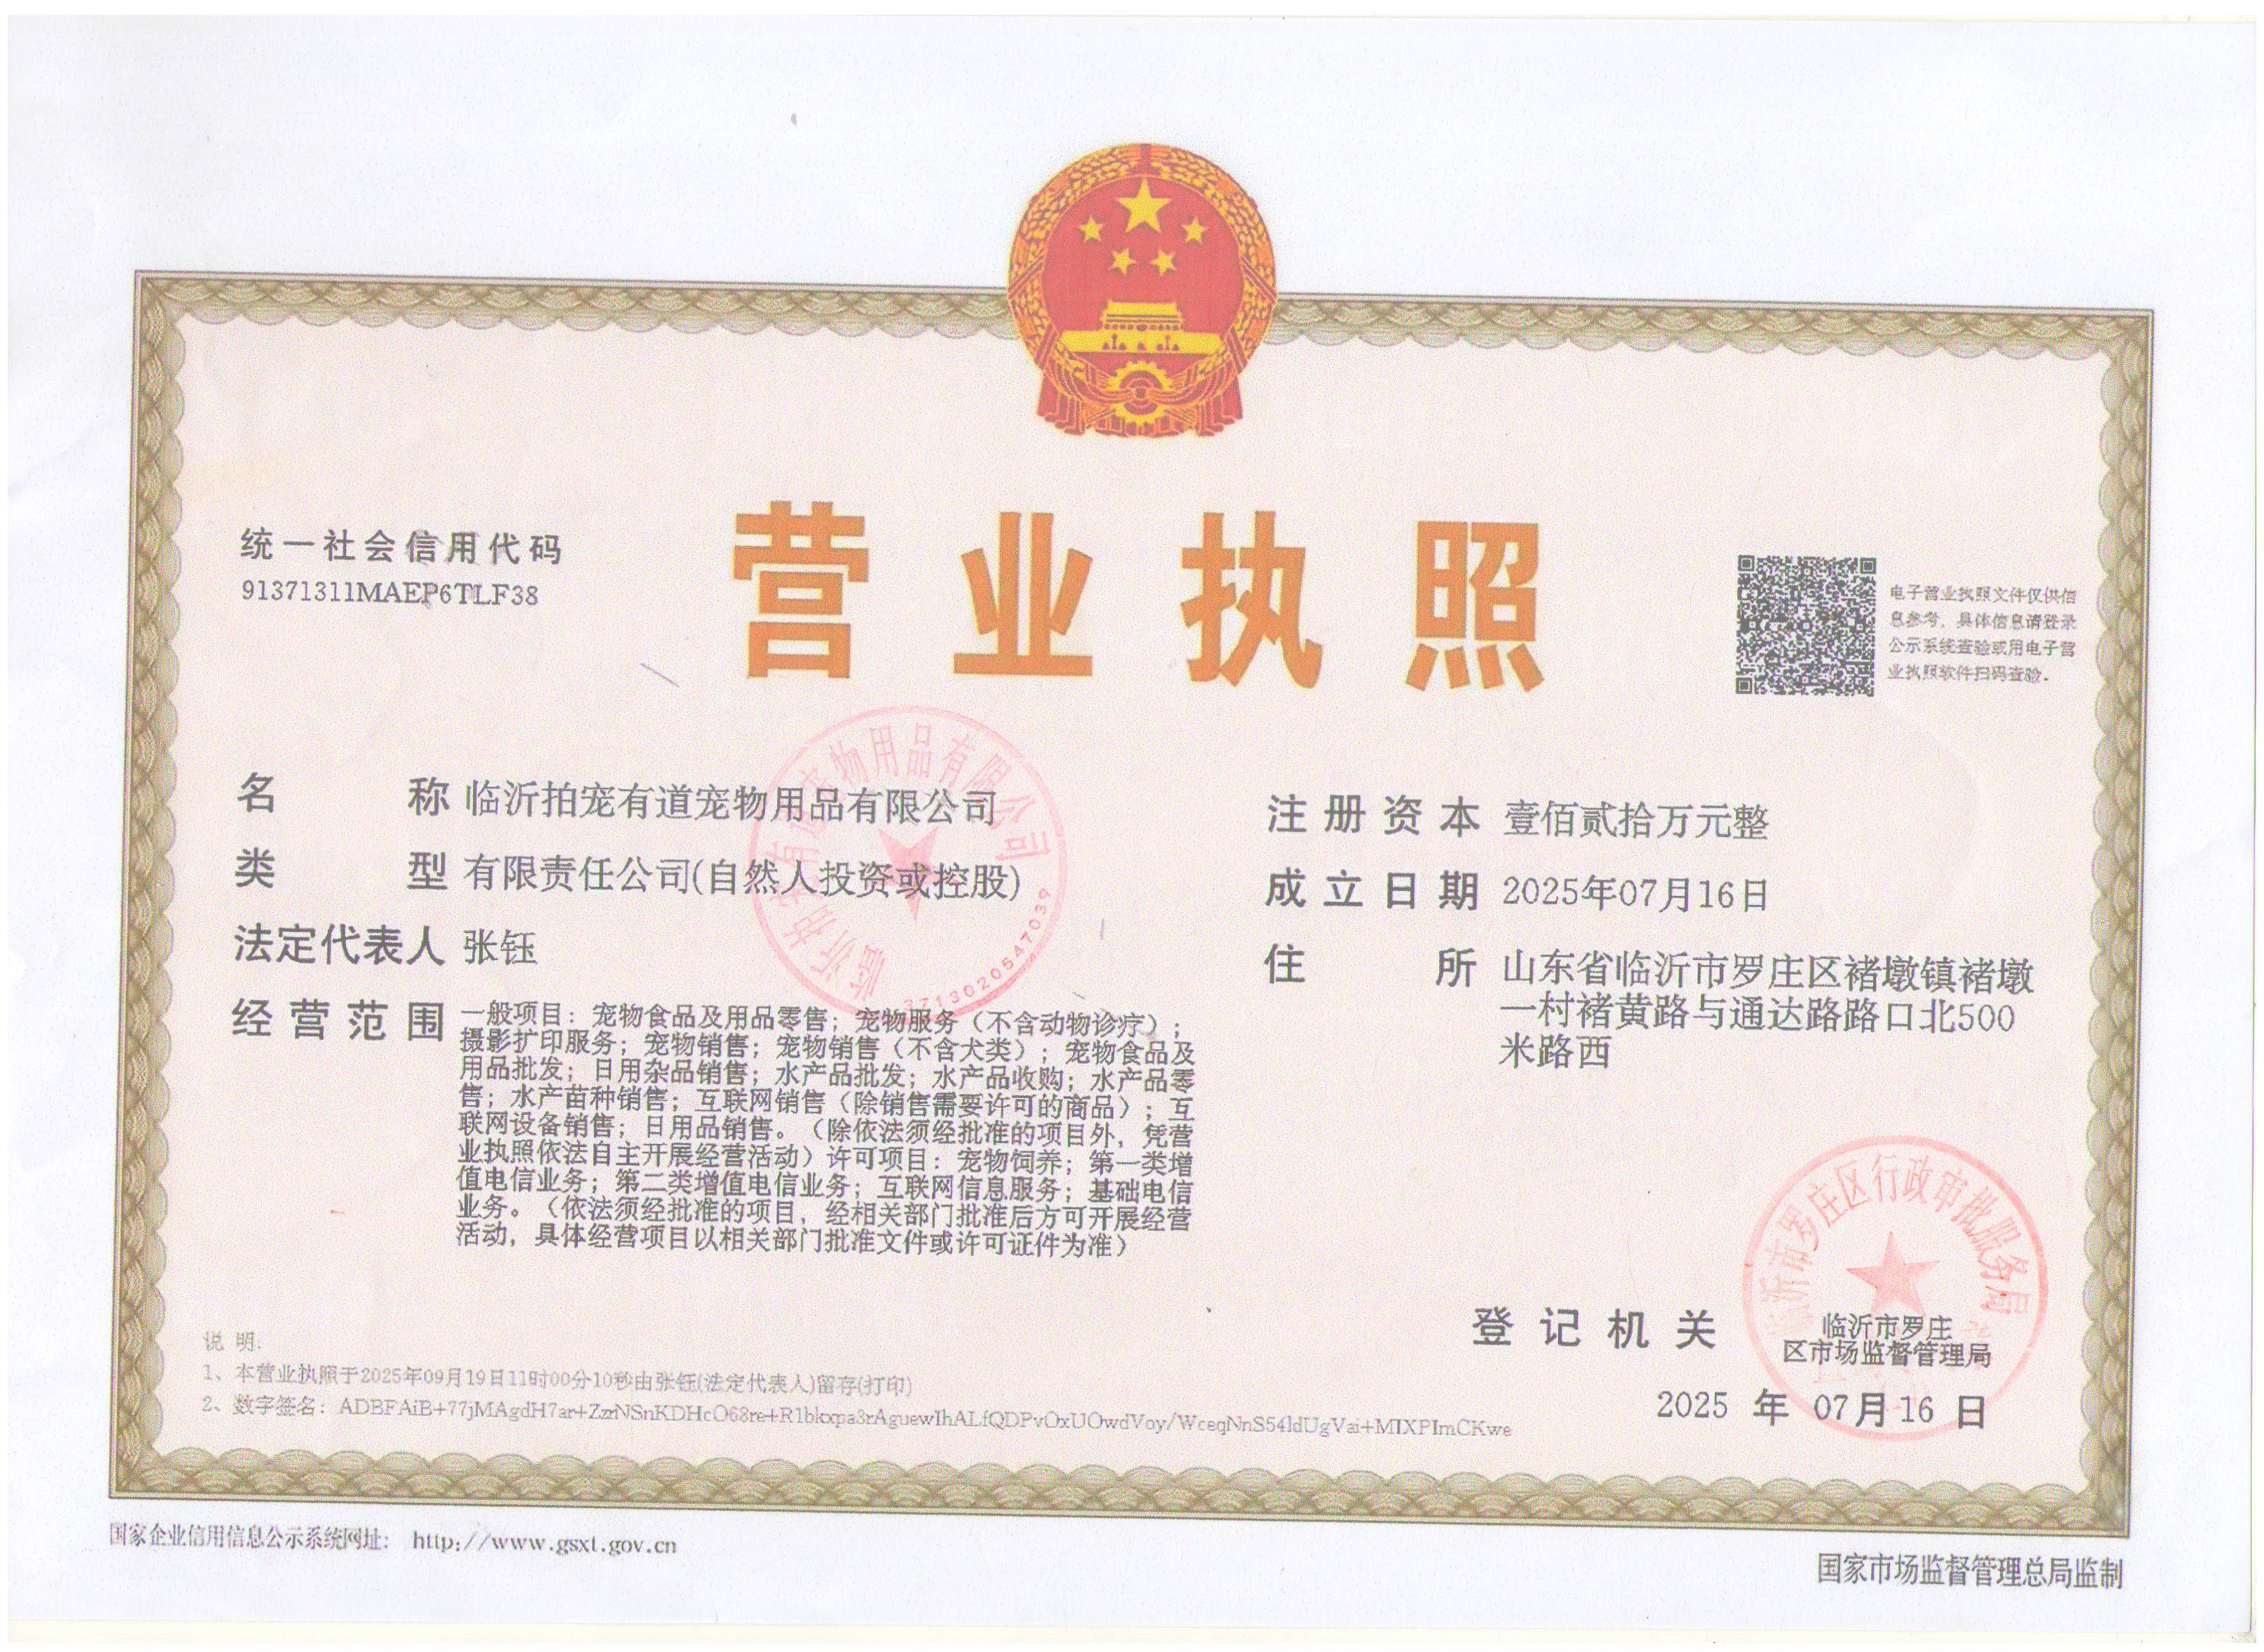 营业执照
统一社会信用代码
91371311MAEP6TLF38
电子营业执照文件仅供信
息参考，具体信息请登录
公示系统查验或用电子营
业执照软件扫码查验。
名称 临沂拍宠有道宠物用品有限公司
类型 有限责任公司(自然人投资或控股)
法定代表人 张钰
经营范围 一般项目：宠物食品及用品零售；宠物服务（不含动物诊疗）；
摄影扩印服务；宠物销售；宠物销售（不含犬类）；宠物食品及
用品批发；日用杂品销售；水产品批发；水产品收购；水产品零
售；水产苗种销售；互联网销售（除销售需要许可的商品）；互
联网设备销售；日用品销售。（除依法须经批准的项目外，凭营
业执照依法自主开展经营活动）许可项目：宠物饲养；第一类增
值电信业务；第二类增值电信业务；互联网信息服务；基础电信
业务。（依法须经批准的项目，经相关部门批准后方可开展经营
活动，具体经营项目以相关部门批准文件或许可证件为准）
注册资本 壹佰贰拾万元整
成立日期 2025年07月16日
住所 山东省临沂市罗庄区褚墩镇褚墩
一村褚黄路与通达路路口北500
米路西
临沂拍宠有道宠物用品有限公司
3713020547039
登记机关
临沂市罗庄区行政审批服务局
临沂市罗庄
区市场监督管理局
2025 年 07月16 日
说 明:
1、本营业执照于2025年09月19日11时00分10秒由张钰(法定代表人)留存(打印)
2、数字签名：
国家企业信用信息公示系统网址： http://www.gsxt.gov.cn
国家市场监督管理总局监制